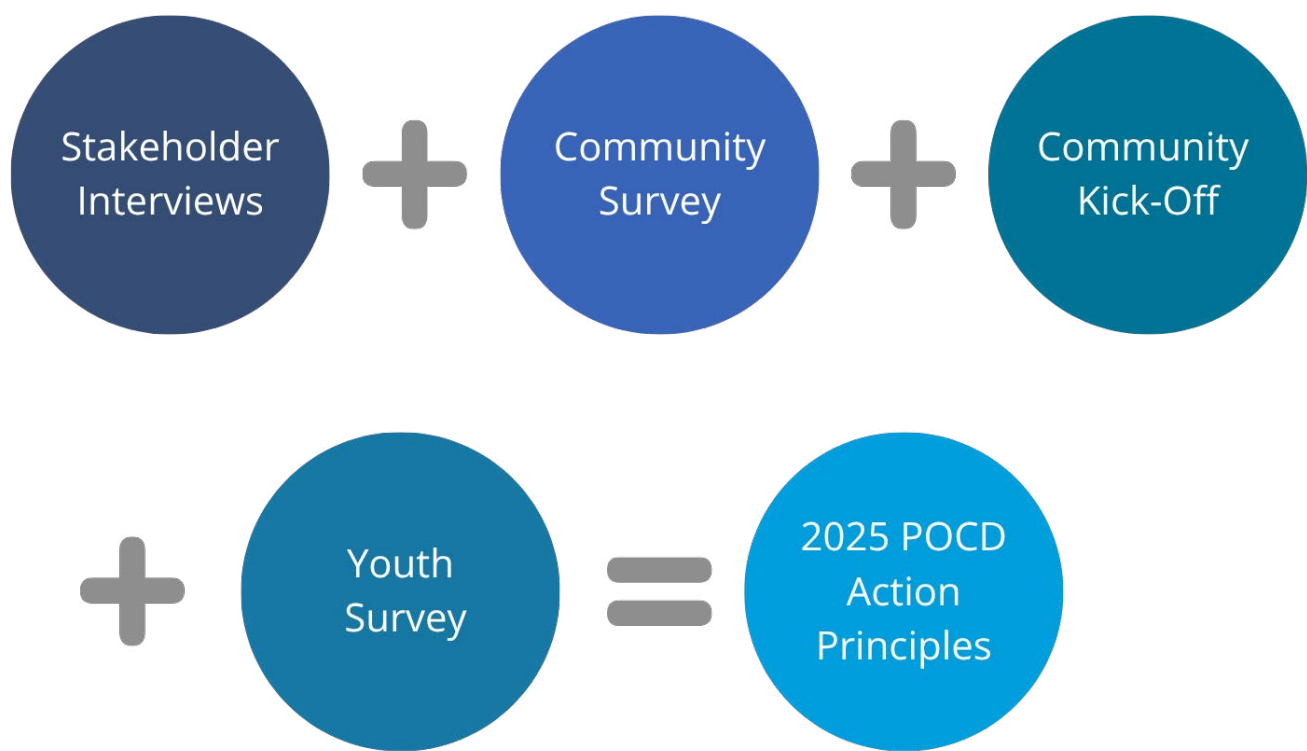 Stakeholder
Interviews
Community
Survey
Community
Kick-Off
Youth
Survey
2025 POCD
Action
Principles